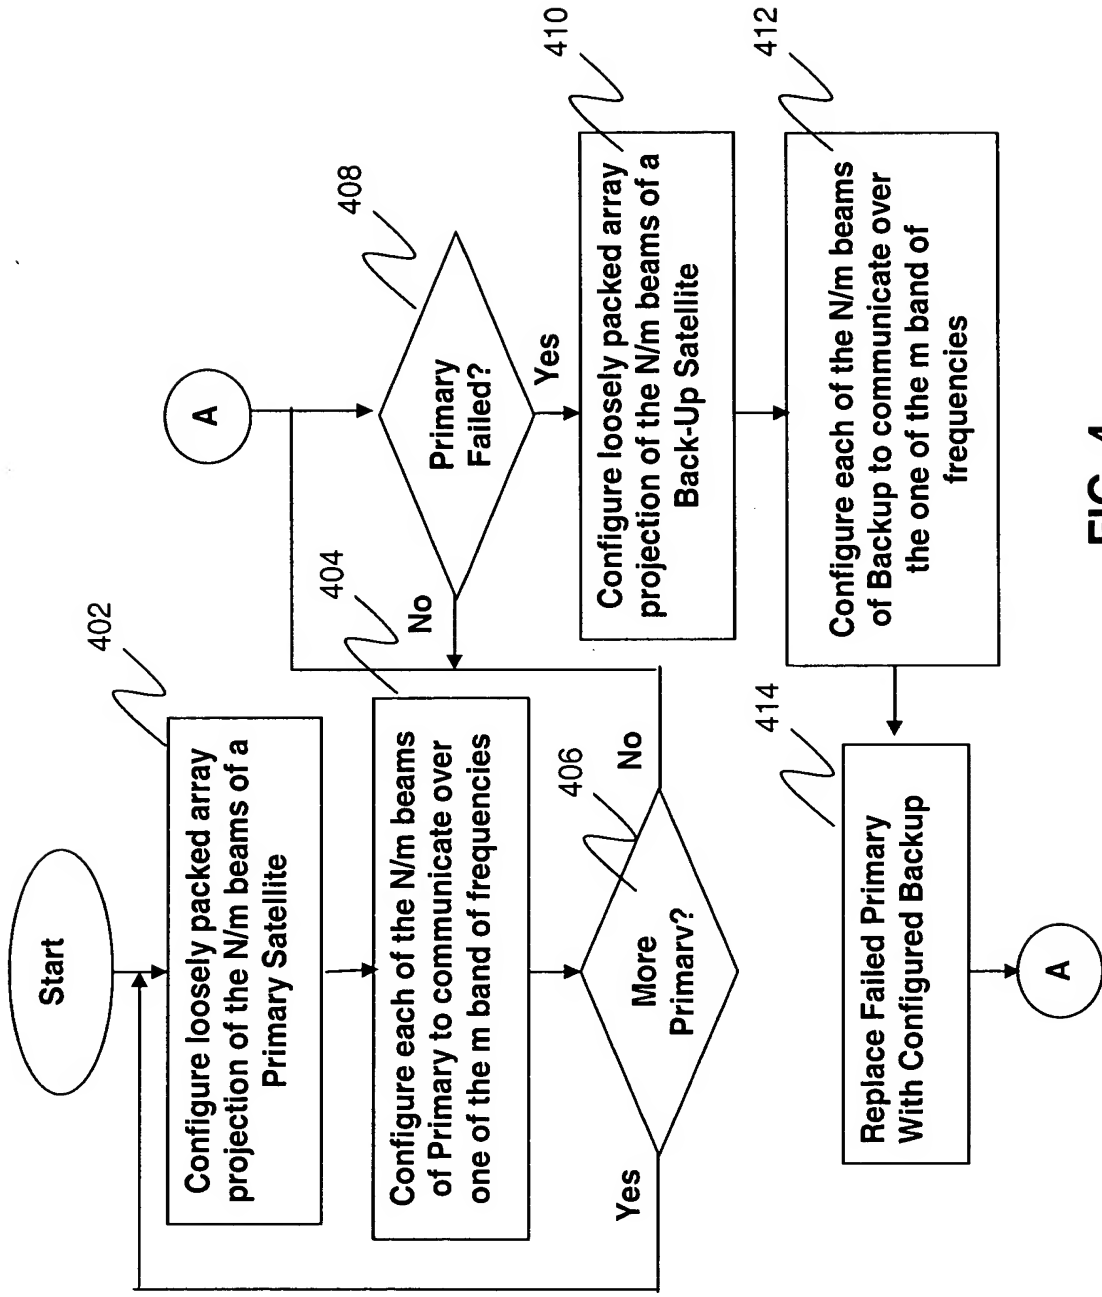 Start
402
Configure loosely packed array
projection of the N/m beams of a
Primary Satellite
404
Configure each of the N/m beams
of Primary to communicate over
one of the m band of frequencies
406
More
Primary?
Yes
No
A
408
Primary
Failed?
No
Yes
410
Configure loosely packed array
projection of the N/m beams of a
Back-Up Satellite
412
Configure each of the N/m beams
of Backup to communicate over
the one of the m band of
frequencies
414
Replace Failed Primary
With Configured Backup
A